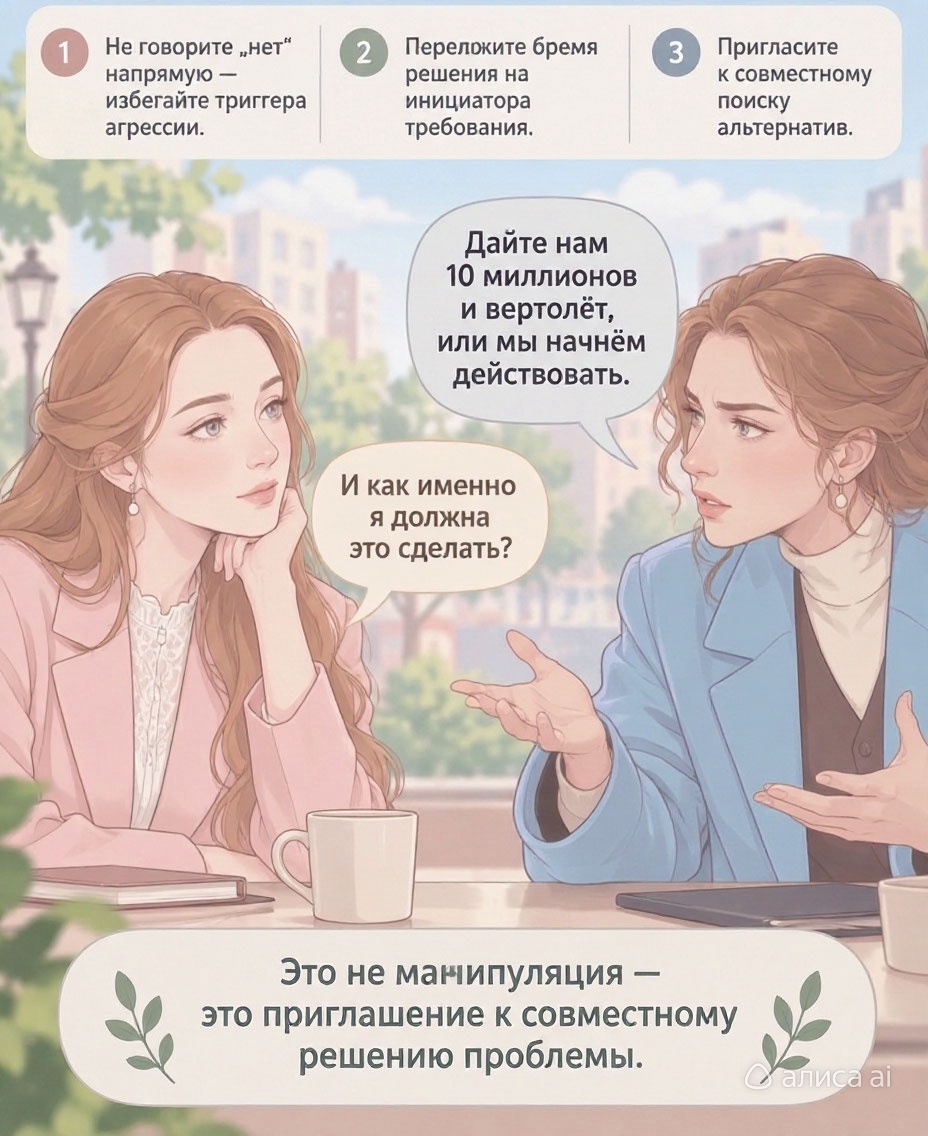 1
Не говорите „нет“
напрямую —
избегайте триггера
агрессии.
2
Переложите бремя
решения на
инициатора
требования.
3
Пригласите
к совместному
поиску
альтернатив.
Дайте нам
10 миллионов
и вертолёт,
или мы начнём
действовать.
И как именно
я должна
это сделать?
Это не манипуляция —
это приглашение к совместному
решению проблемы.
алиса ai